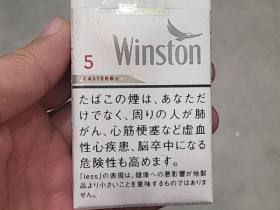 Winston
5
CASTER
たばこの煙は、あなただ
けでなく、周りの人が肺
がん、心筋梗塞など虚血
性心疾患、脳卒中になる
危険性も高めます。
「less」の表現は、健康への悪影響が他製
品より小さいことを意味するものではありま
せん。